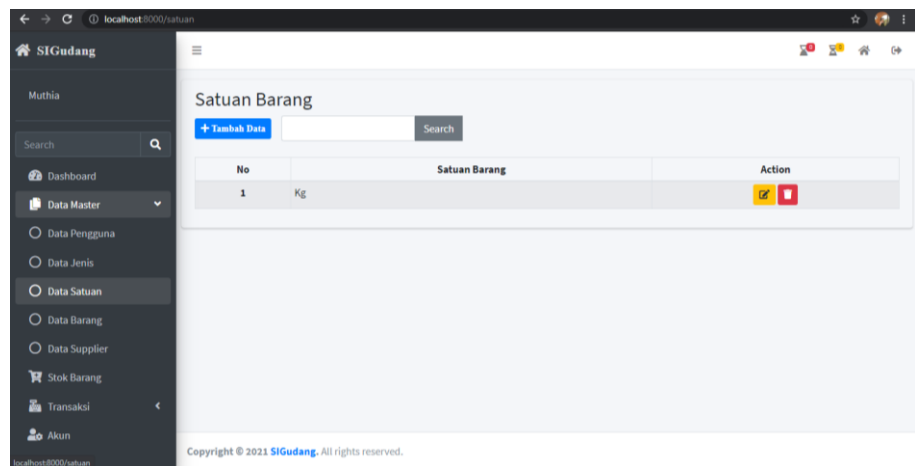 localhost:8000/satuan
SIGudang
Muthia
Search
Dashboard
Data Master
Data Pengguna
Data Jenis
Data Satuan
Data Barang
Data Supplier
Stok Barang
Transaksi
Akun
localhost:8000/satuan
Satuan Barang
+ Tambah Data Search
No Satuan Barang Action
1 Kg
Copyright © 2021 SIGudang. All rights reserved.